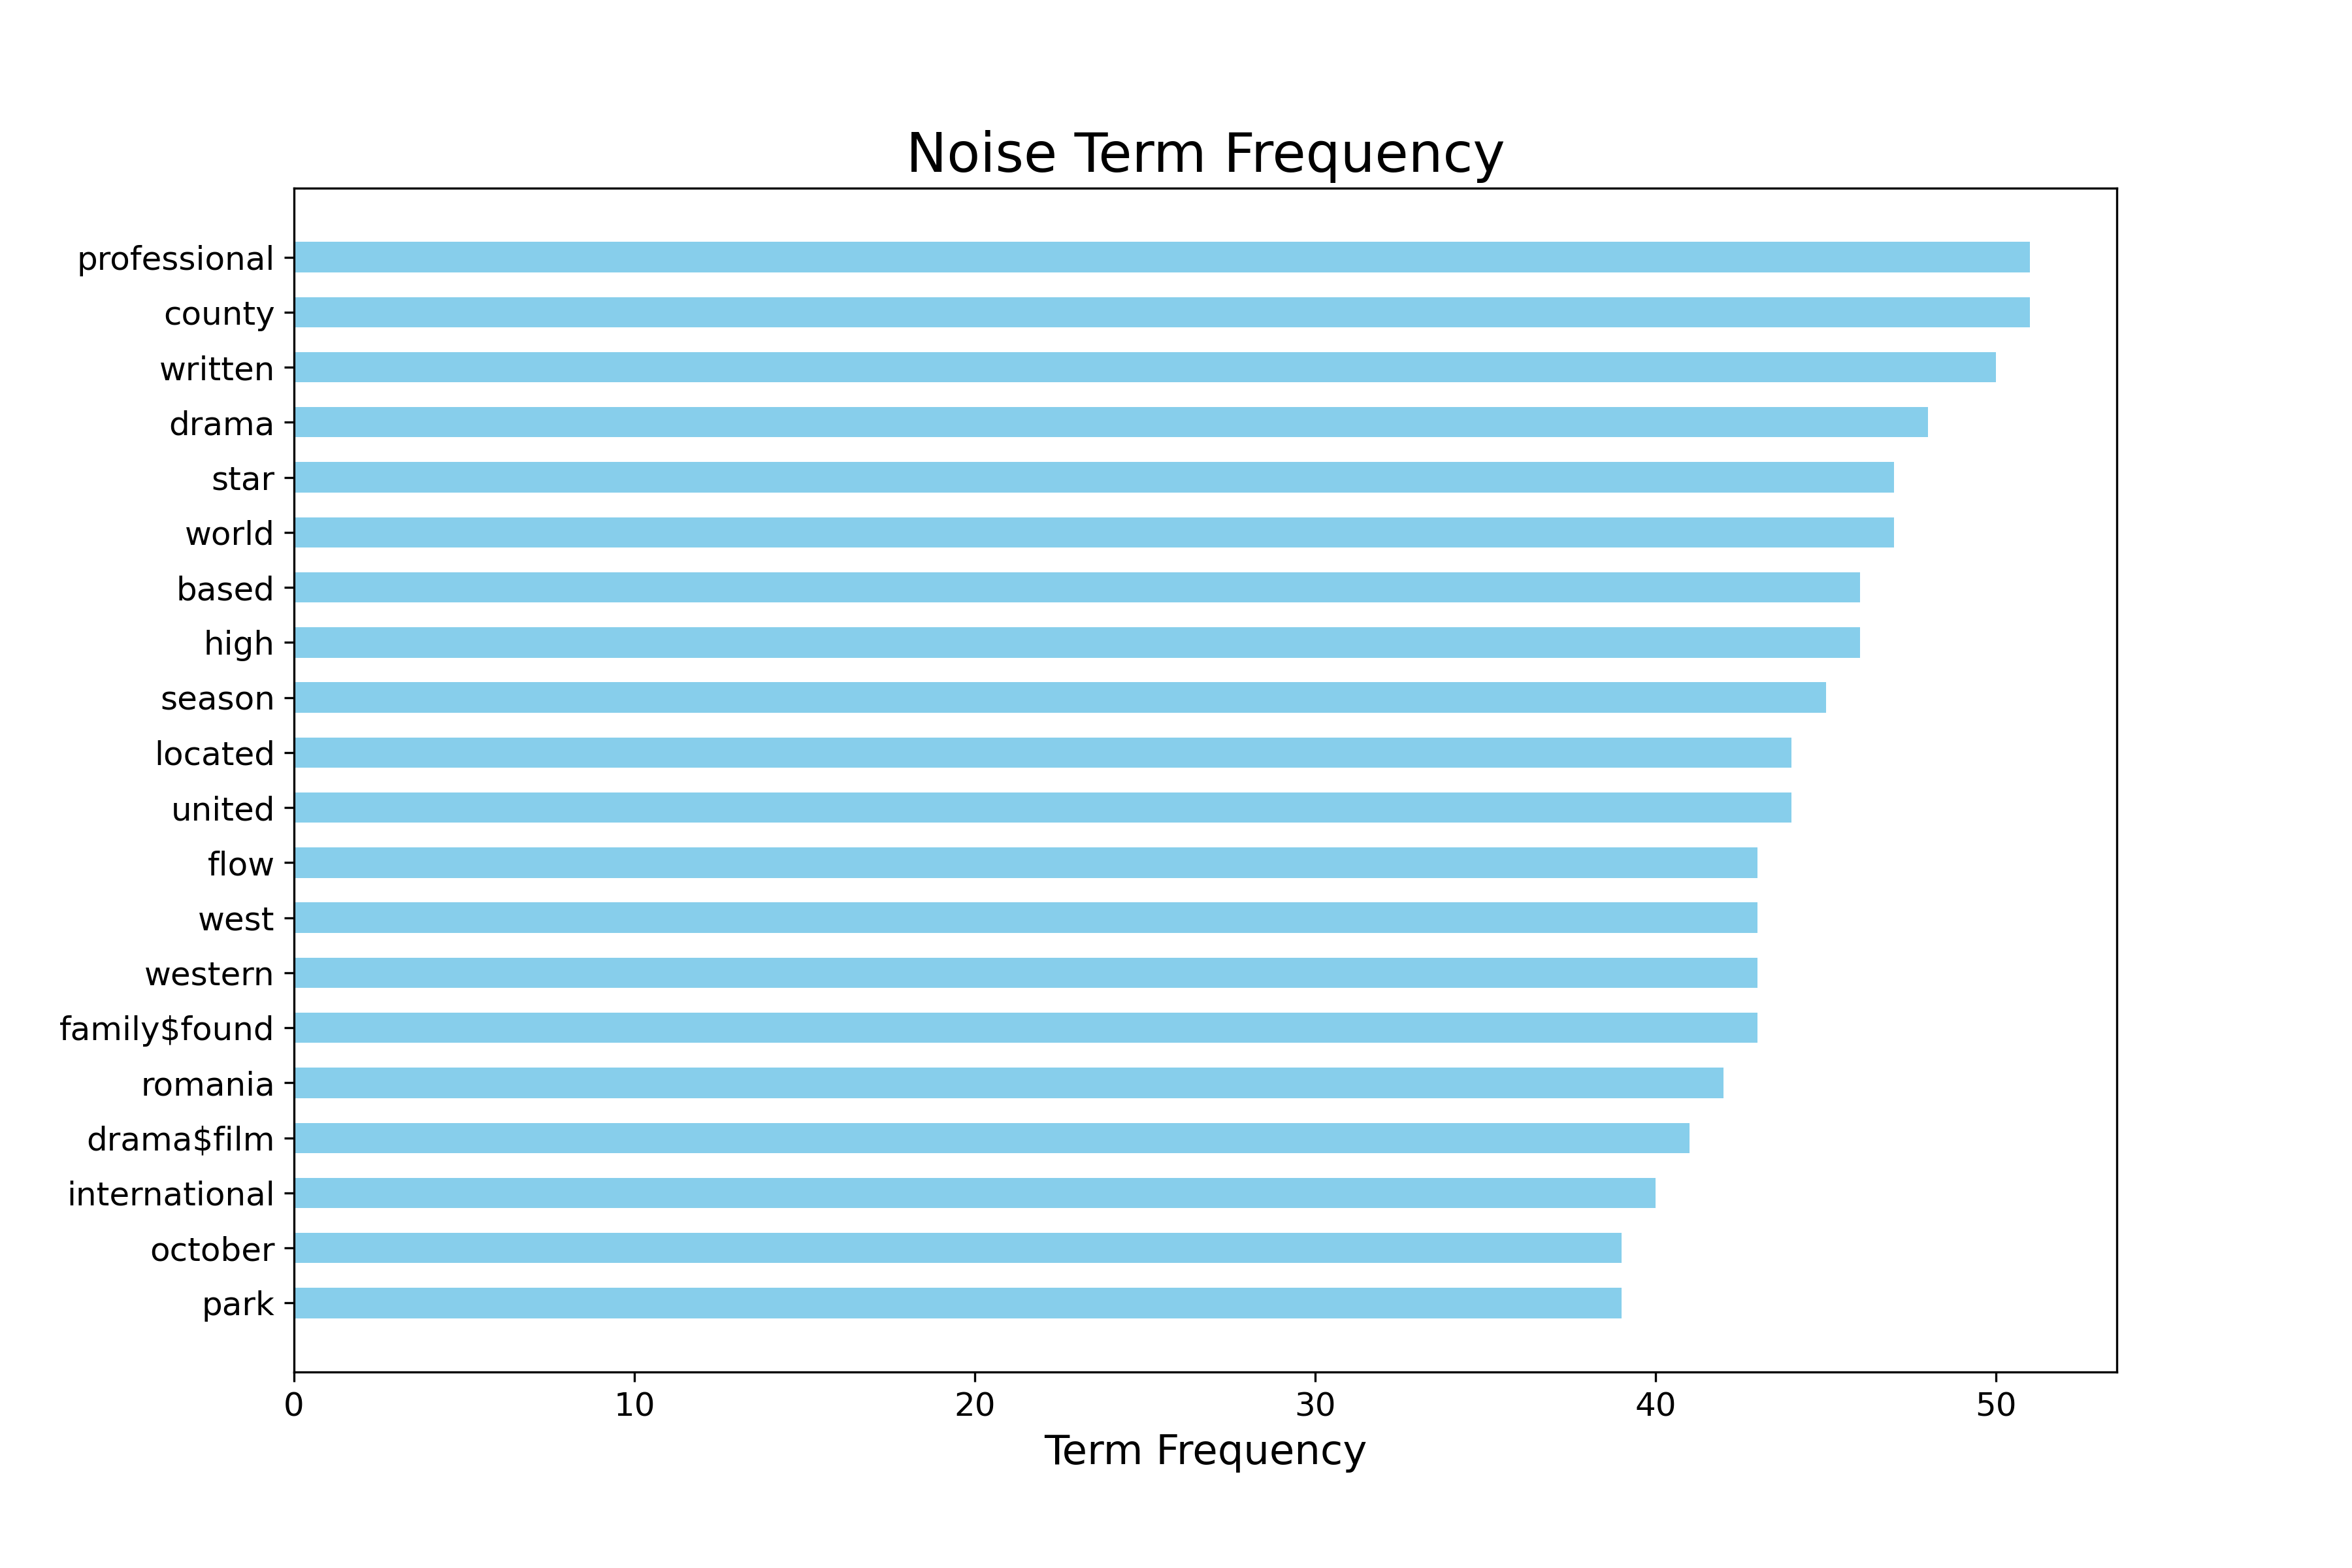 Noise Term Frequency
professional
county
written
drama
star
world
based
high
season
located
united
flow
west
western
family$found
romania
drama$film
international
october
park
0 10 20 30 40 50
Term Frequency